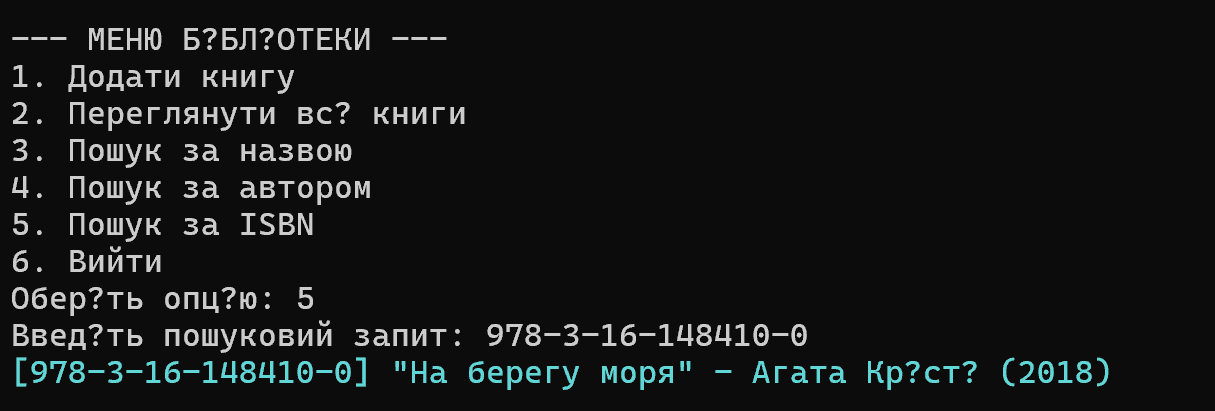 --- МЕНЮ Б?БЛ?ОТЕКИ ---
1. Додати книгу
2. Переглянути вс? книги
3. Пошук за назвою
4. Пошук за автором
5. Пошук за ISBN
6. Вийти
Обер?ть опц?ю: 5
Введ?ть пошуковий запит: 978-3-16-148410-0
[978-3-16-148410-0] "На берегу моря" - Агата Кр?ст? (2018)